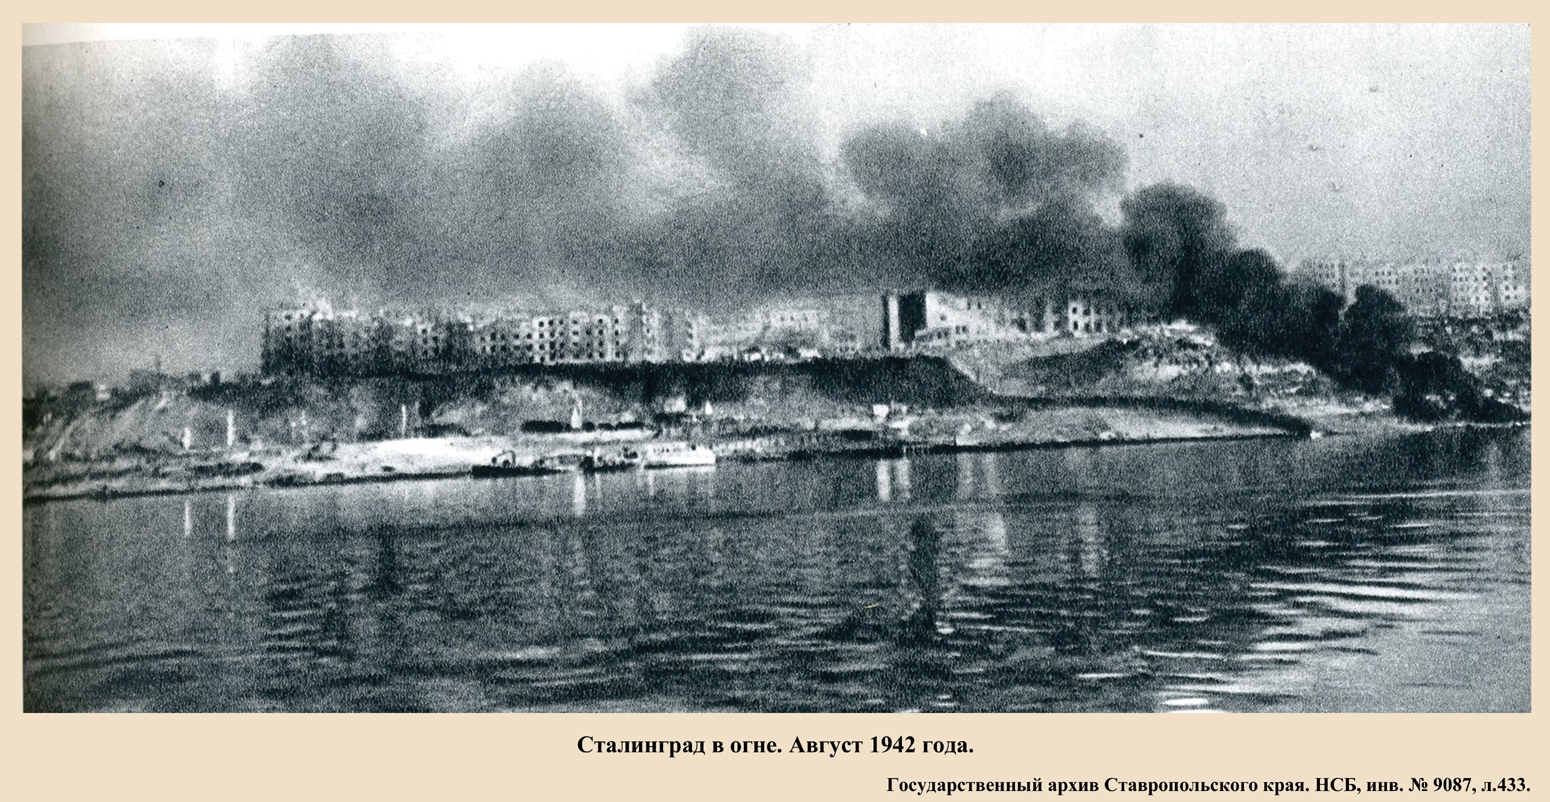 Сталинград в огне. Август 1942 года.
Государственный архив Ставропольского края. НСБ, инв. № 9087, л.433.